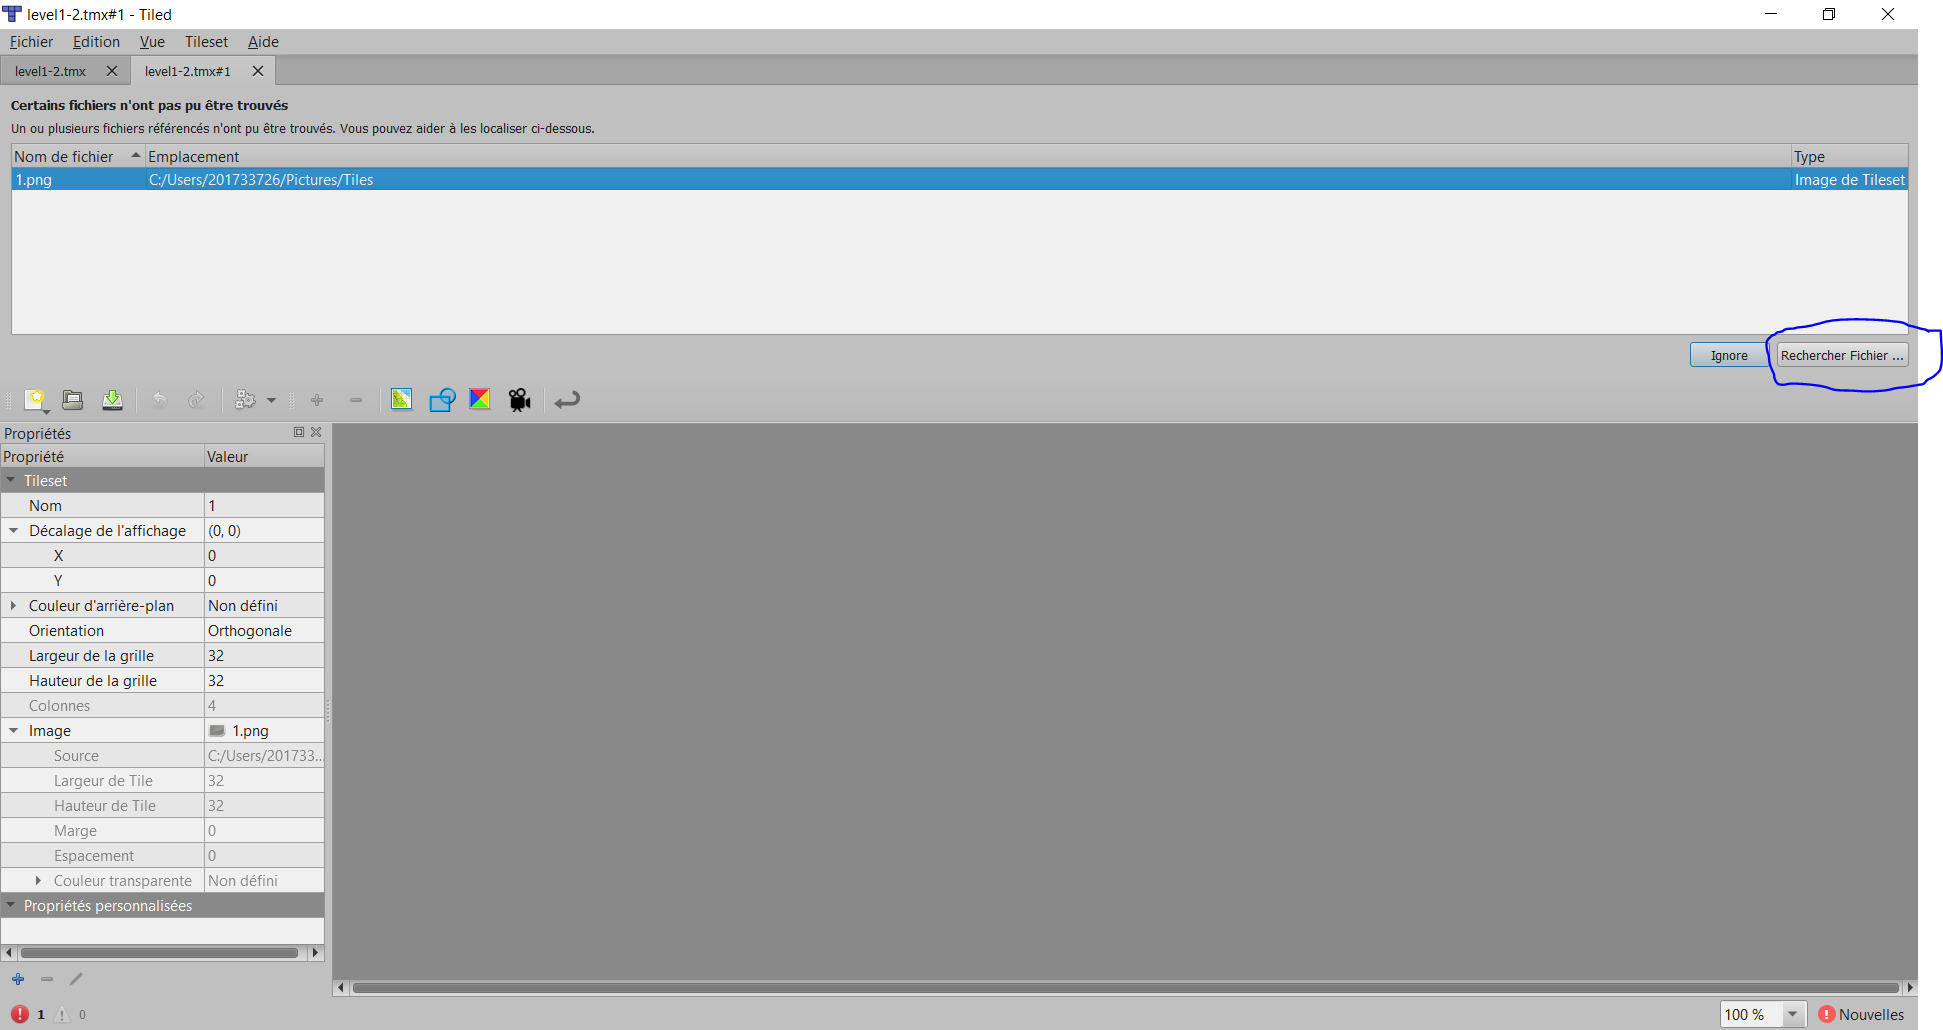 level1-2.tmx#1 - Tiled
Fichier Edition Vue Tileset Aide
level1-2.tmx level1-2.tmx#1
Certains fichiers n'ont pas pu être trouvés
Un ou plusieurs fichiers référencés n'ont pu être trouvés. Vous pouvez aider à les localiser ci-dessous.
Nom de fichier Emplacement Type
1.png C:/Users/201733726/Pictures/Tiles Image de Tileset
Ignore Rechercher Fichier ...
Propriétés
Propriété Valeur
Tileset
Nom 1
Décalage de l'affichage (0, 0)
X 0
Y 0
Couleur d'arrière-plan Non défini
Orientation Orthogonale
Largeur de la grille 32
Hauteur de la grille 32
Colonnes 4
Image 1.png
Source C:/Users/201733...
Largeur de Tile 32
Hauteur de Tile 32
Marge 0
Espacement 0
Couleur transparente Non défini
Propriétés personnalisées
1 0 100 % Nouvelles